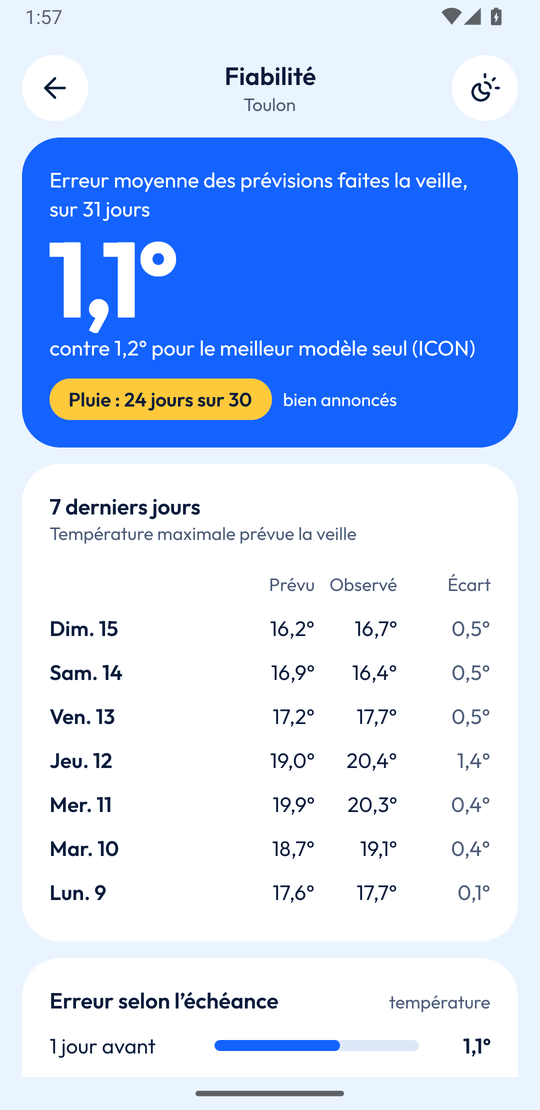 1:57
Fiabilité
Toulon
Erreur moyenne des prévisions faites la veille,
sur 31 jours
1,1°
contre 1,2° pour le meilleur modèle seul (ICON)
Pluie : 24 jours sur 30 bien annoncés
7 derniers jours
Température maximale prévue la veille
Prévu Observé Écart
Dim. 15 16,2° 16,7° 0,5°
Sam. 14 16,9° 16,4° 0,5°
Ven. 13 17,2° 17,7° 0,5°
Jeu. 12 19,0° 20,4° 1,4°
Mer. 11 19,9° 20,3° 0,4°
Mar. 10 18,7° 19,1° 0,4°
Lun. 9 17,6° 17,7° 0,1°
Erreur selon l’échéance température
1 jour avant 1,1°